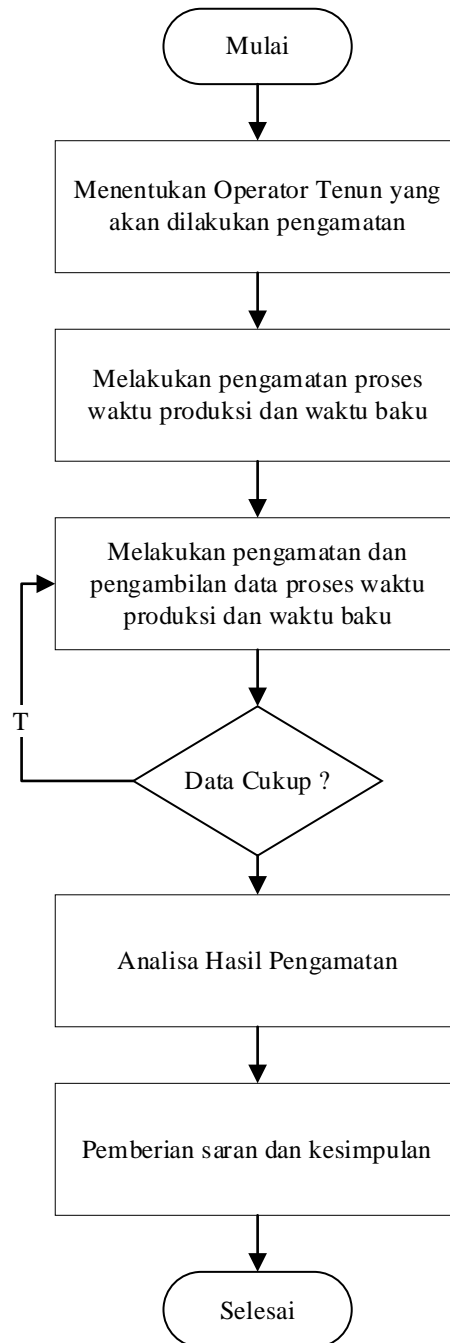 Mulai
Menentukan Operator Tenun yang
akan dilakukan pengamatan
Melakukan pengamatan proses
waktu produksi dan waktu baku
Melakukan pengamatan dan
pengambilan data proses waktu
produksi dan waktu baku
T
Data Cukup ?
Analisa Hasil Pengamatan
Pemberian saran dan kesimpulan
Selesai